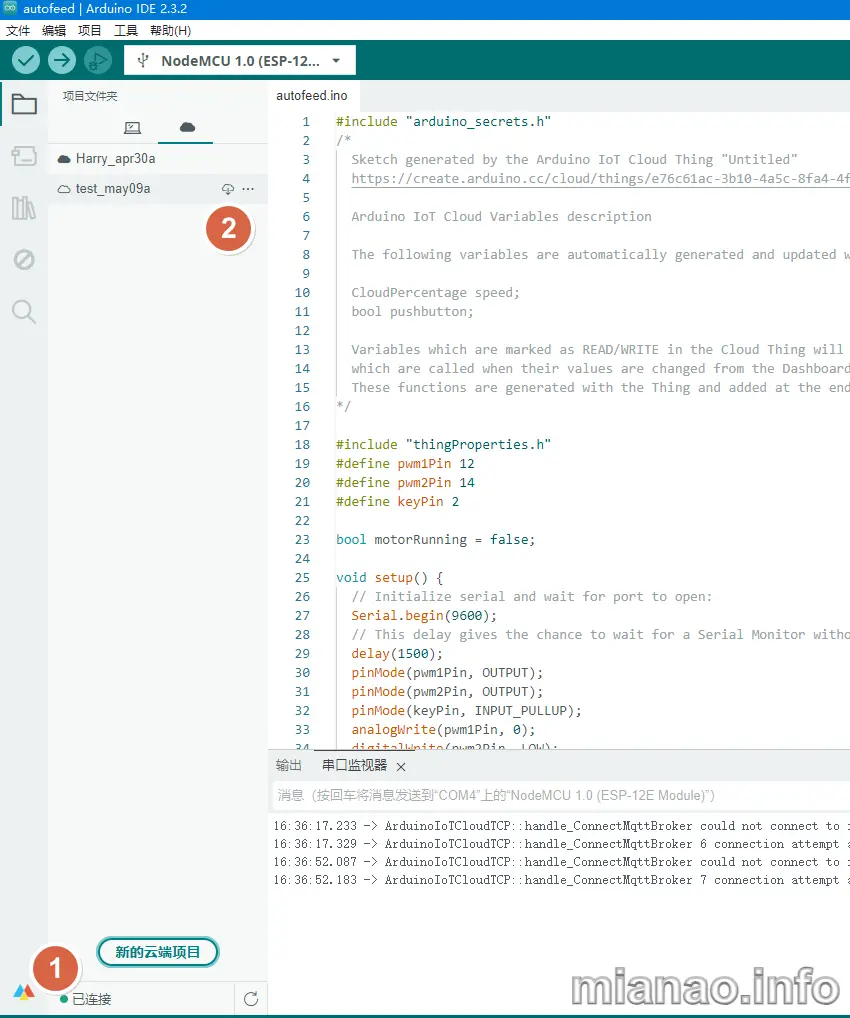 autofeed | Arduino IDE 2.3.2
文件 编辑 项目 工具 帮助(H)
NodeMCU 1.0 (ESP-12...
项目文件夹
Harry_apr30a
test_may09a
2
新的云端项目
1
已连接
autofeed.ino
1 #include "arduino_secrets.h"
2 /*
3 Sketch generated by the Arduino IoT Cloud Thing "Untitled"
4 https://create.arduino.cc/cloud/things/e76c61ac-3b10-4a5c-8fa4-4f
5
6 Arduino IoT Cloud Variables description
7
8 The following variables are automatically generated and updated w
9
10 CloudPercentage speed;
11 bool pushbutton;
12
13 Variables which are marked as READ/WRITE in the Cloud Thing will
14 which are called when their values are changed from the Dashboard
15 These functions are generated with the Thing and added at the end
16 */
17
18 #include "thingProperties.h"
19 #define pwm1Pin 12
20 #define pwm2Pin 14
21 #define keyPin 2
22
23 bool motorRunning = false;
24
25 void setup() {
26 // Initialize serial and wait for port to open:
27 Serial.begin(9600);
28 // This delay gives the chance to wait for a Serial Monitor witho
29 delay(1500);
30 pinMode(pwm1Pin, OUTPUT);
31 pinMode(pwm2Pin, OUTPUT);
32 pinMode(keyPin, INPUT_PULLUP);
33 analogWrite(pwm1Pin, 0);
34 digitalWrite(pwm2Pin, LOW);
输出 串口监视器
消息（按回车将消息发送到“COM4”上的“NodeMCU 1.0 (ESP-12E Module)”）
16:36:17.233 -> ArduinoIoTCloudTCP::handle_ConnectMqttBroker could not connect to
16:36:17.329 -> ArduinoIoTCloudTCP::handle_ConnectMqttBroker 6 connection attempt a
16:36:52.087 -> ArduinoIoTCloudTCP::handle_ConnectMqttBroker could not connect to
16:36:52.183 -> ArduinoIoTCloudTCP::handle_ConnectMqttBroker 7 connection attempt a
mianao.info